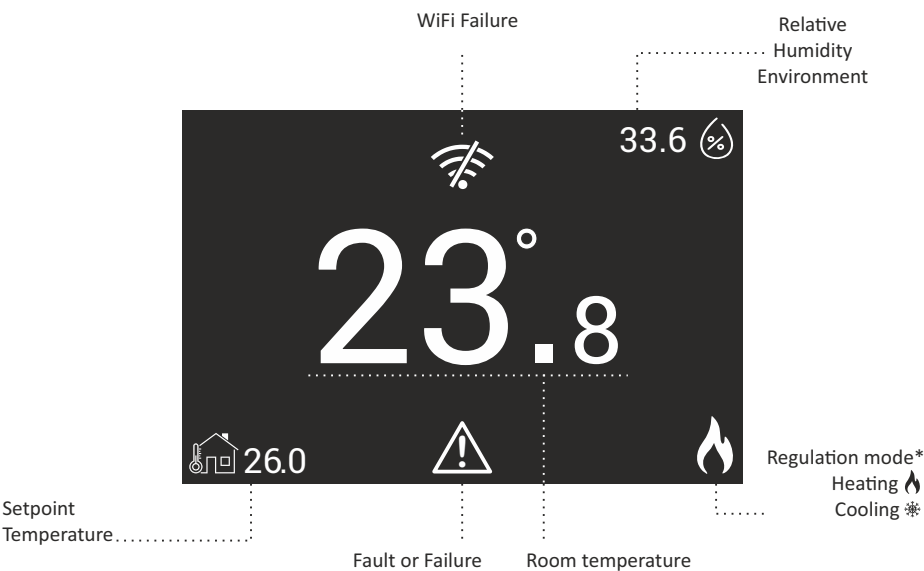 WiFi Failure
Relative
Humidity
Environment
33.6 %
23°.8
26.0
Regulation mode*
Heating
Cooling
Setpoint
Temperature
Fault or Failure
Room temperature